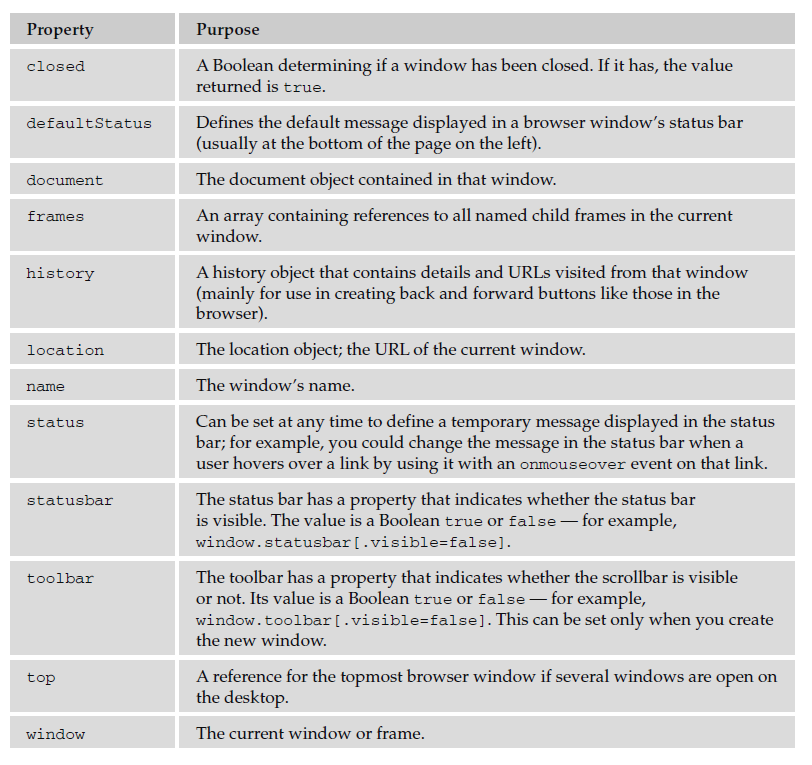 Property Purpose
closed A Boolean determining if a window has been closed. If it has, the value
returned is true.
defaultStatus Defines the default message displayed in a browser window’s status bar
(usually at the bottom of the page on the left).
document The document object contained in that window.
frames An array containing references to all named child frames in the current
window.
history A history object that contains details and URLs visited from that window
(mainly for use in creating back and forward buttons like those in the
browser).
location The location object; the URL of the current window.
name The window’s name.
status Can be set at any time to define a temporary message displayed in the status
bar; for example, you could change the message in the status bar when a
user hovers over a link by using it with an onmouseover event on that link.
statusbar The status bar has a property that indicates whether the status bar
is visible. The value is a Boolean true or false — for example,
window.statusbar[.visible=false].
toolbar The toolbar has a property that indicates whether the scrollbar is visible
or not. Its value is a Boolean true or false — for example,
window.toolbar[.visible=false]. This can be set only when you create
the new window.
top A reference for the topmost browser window if several windows are open on
the desktop.
window The current window or frame.